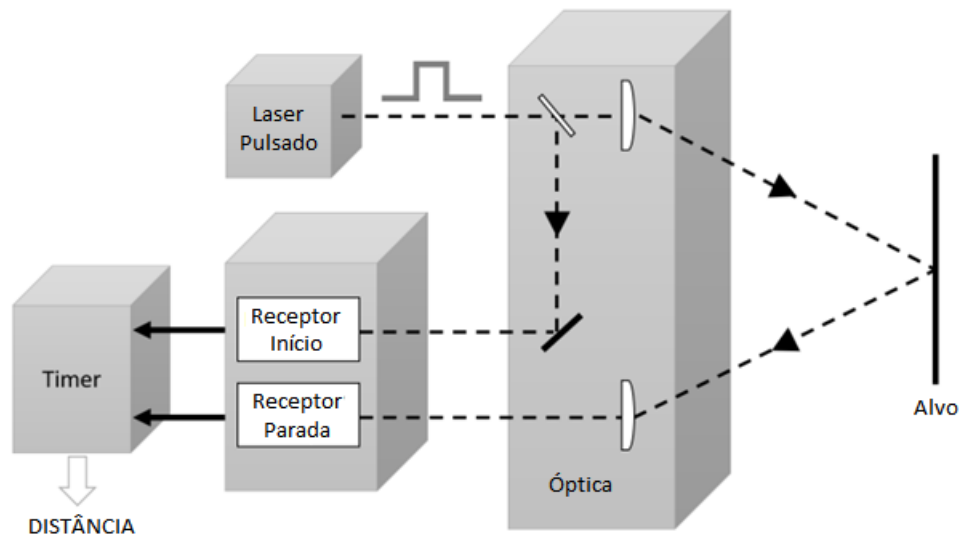 Laser
Pulsado
Receptor
Início
Timer
Receptor
Parada
Alvo
Óptica
DISTÂNCIA